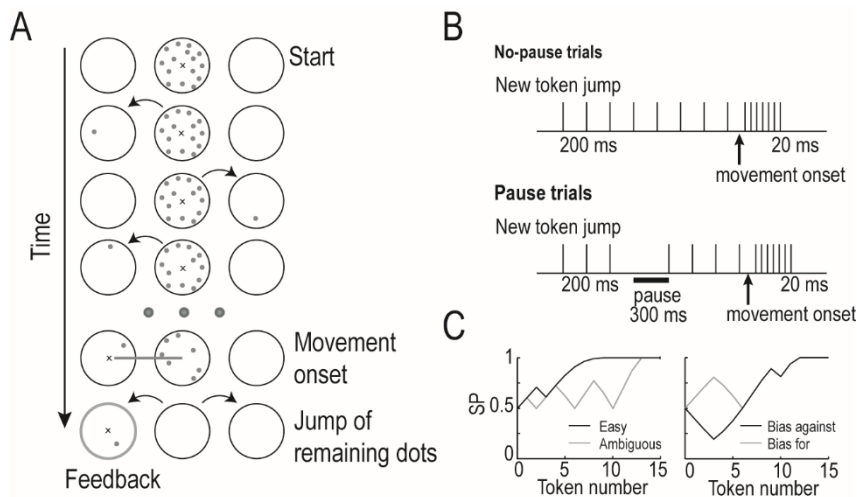 A
Start
Time
Movement
onset
Jump of
remaining dots
Feedback
B
No-pause trials
New token jump
200 ms
20 ms
movement onset
Pause trials
New token jump
200 ms
20 ms
pause
300 ms
movement onset
C
SP
1
0.5
0
Easy
Ambiguous
0 5 10 15
Token number
Bias against
Bias for
0 5 10 15
Token number